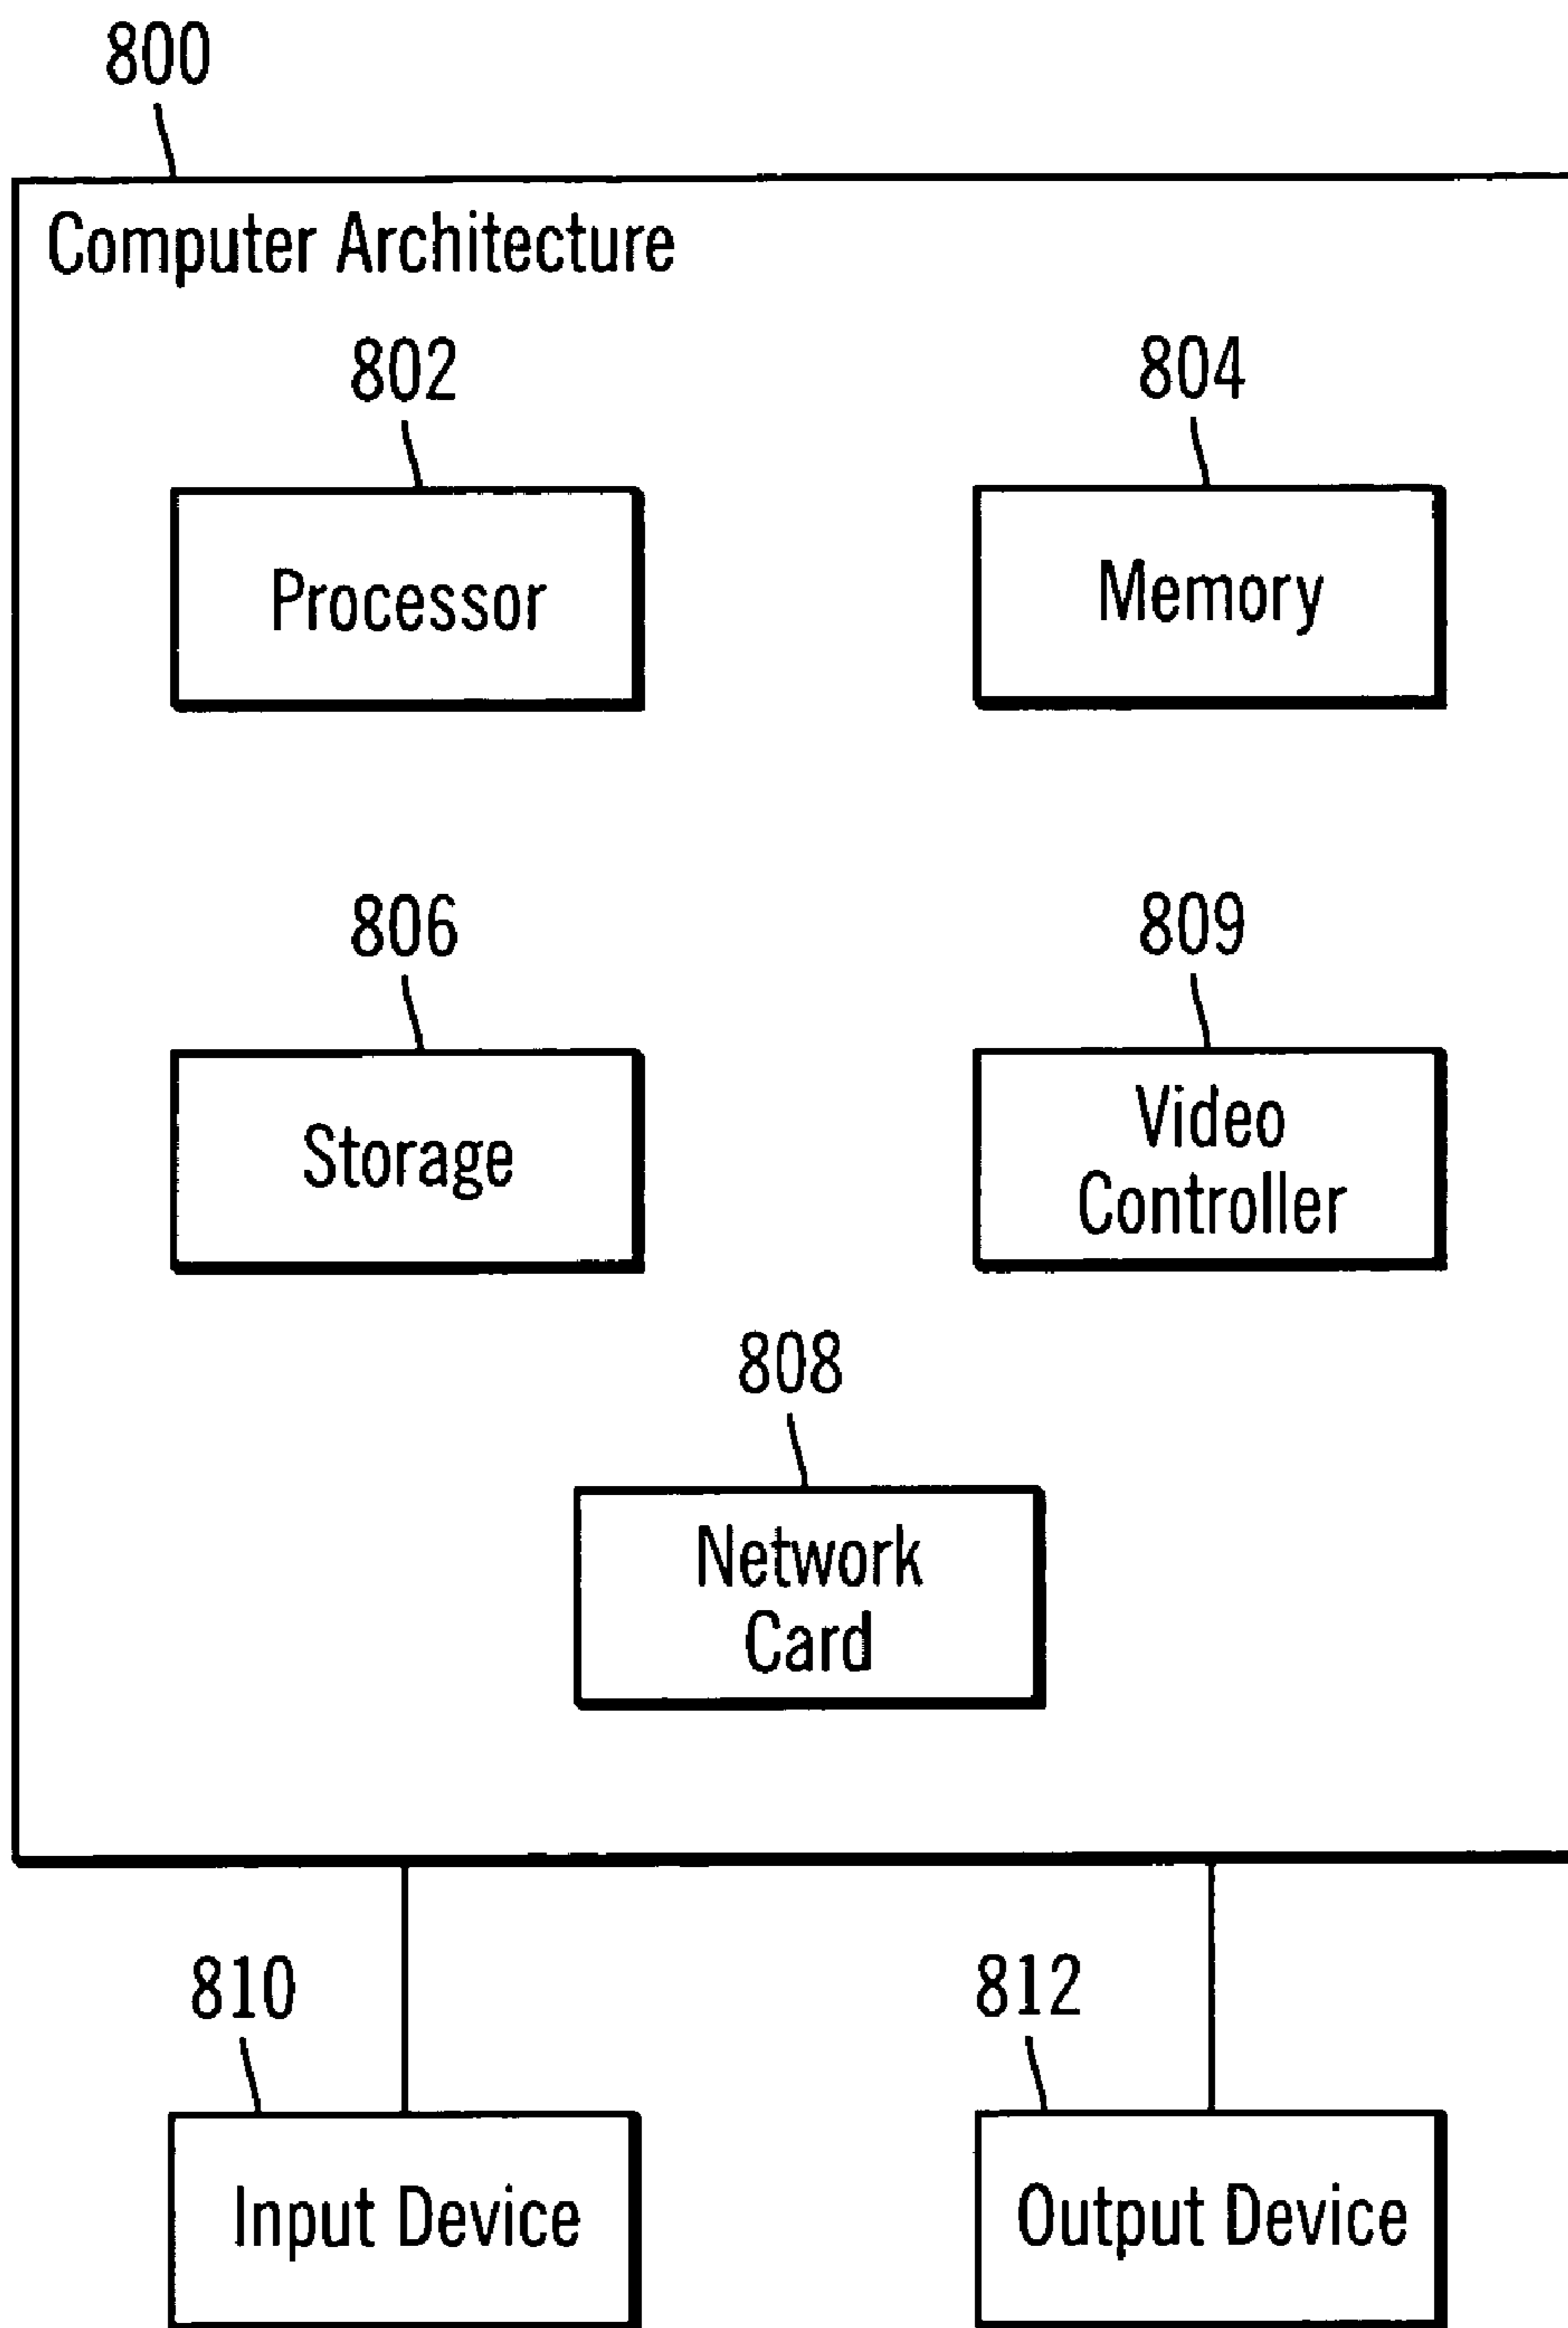 800
Computer Architecture
802
804
Processor
Memory
806
809
Storage
Video
Controller
808
Network
Card
810
812
Input Device
Output Device